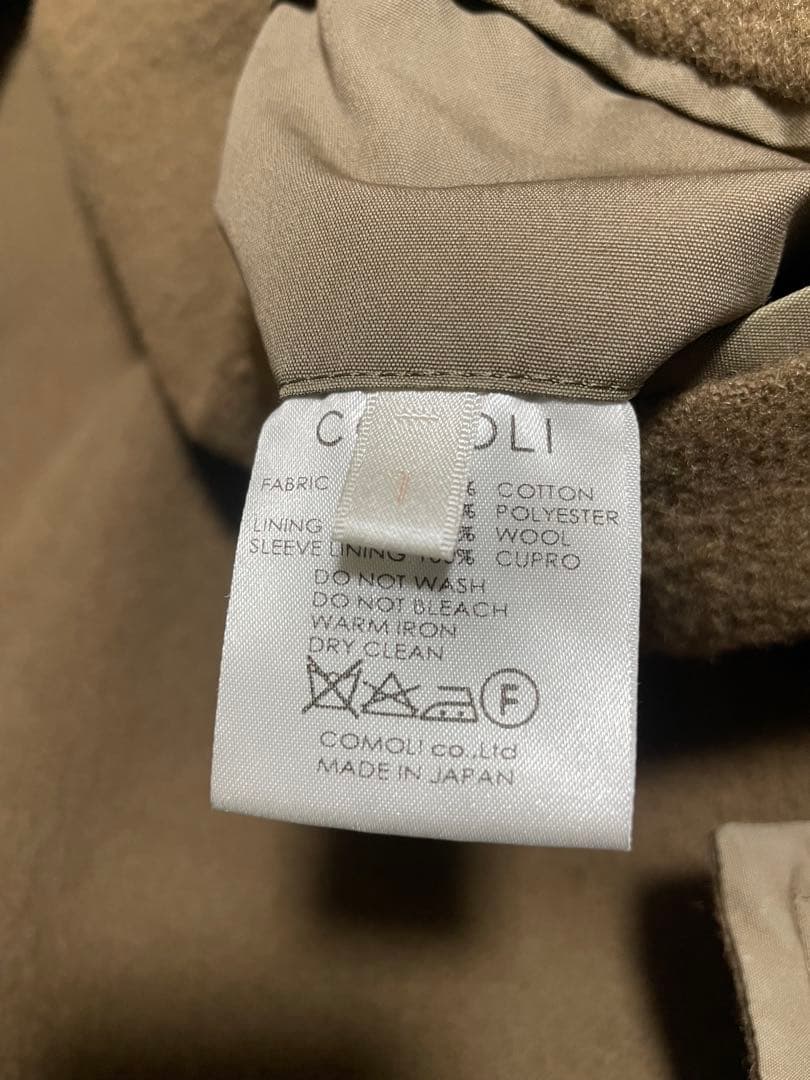 FABRIC % COTTON
% POLYESTER
LINING % WOOL
SLEEVE LINING 100% CUPRO
DO NOT WASH
DO NOT BLEACH
WARM IRON
DRY CLEAN
F
COMOLI co.,Ltd
MADE IN JAPAN